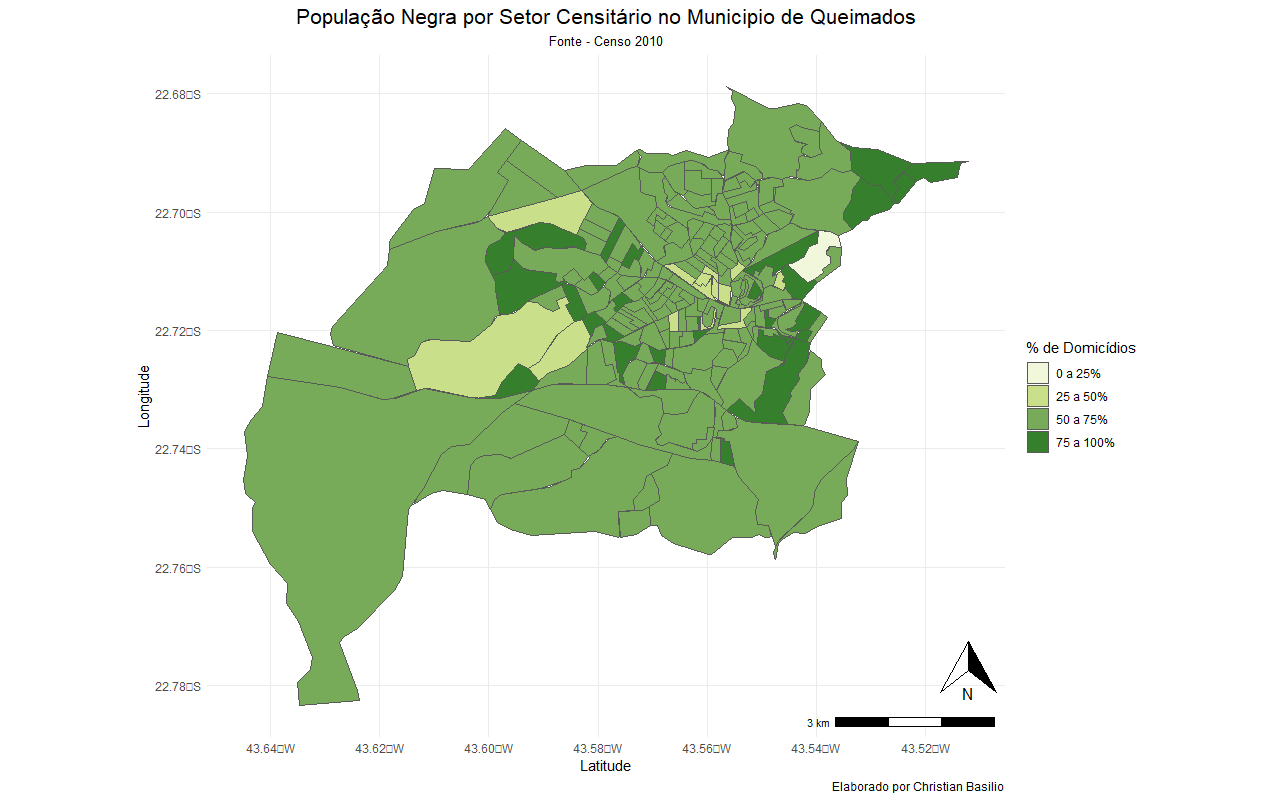 População Negra por Setor Censitário no Municipio de Queimados
Fonte - Censo 2010
22.68▯S
22.70▯S
22.72▯S
22.74▯S
22.76▯S
22.78▯S
Longitude
43.64▯W
43.62▯W
43.60▯W
43.58▯W
43.56▯W
43.54▯W
43.52▯W
Latitude
% de Domicídios
0 a 25%
25 a 50%
50 a 75%
75 a 100%
N
3 km
Elaborado por Christian Basilio